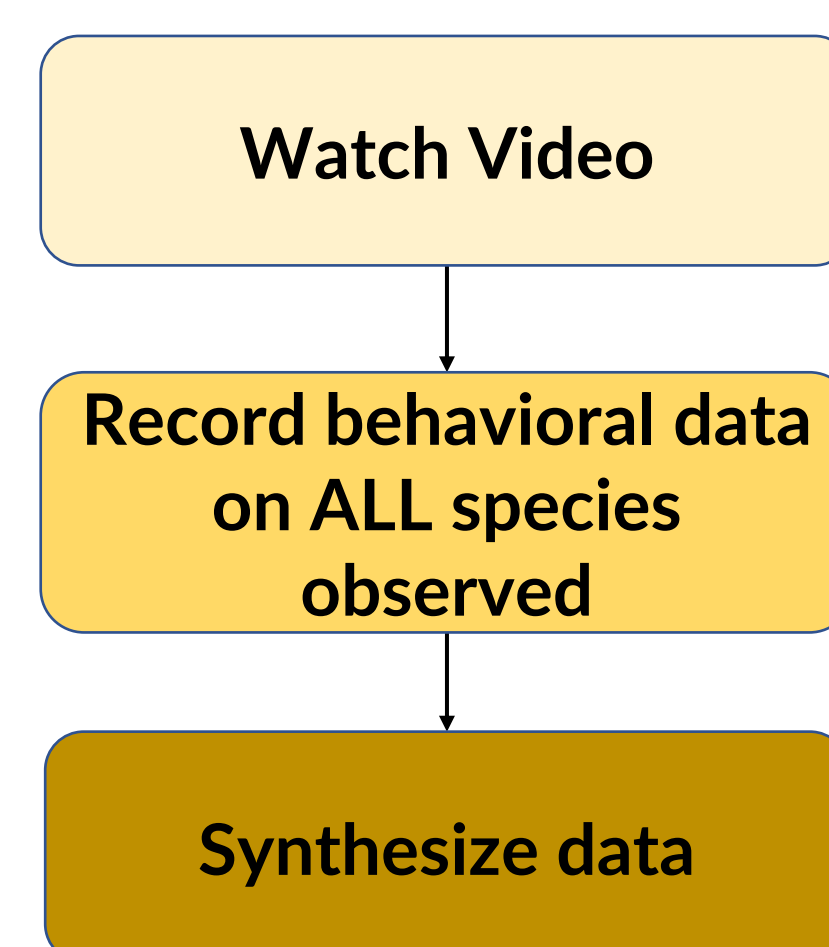 Watch Video
Record behavioral data
on ALL species
observed
Synthesize data